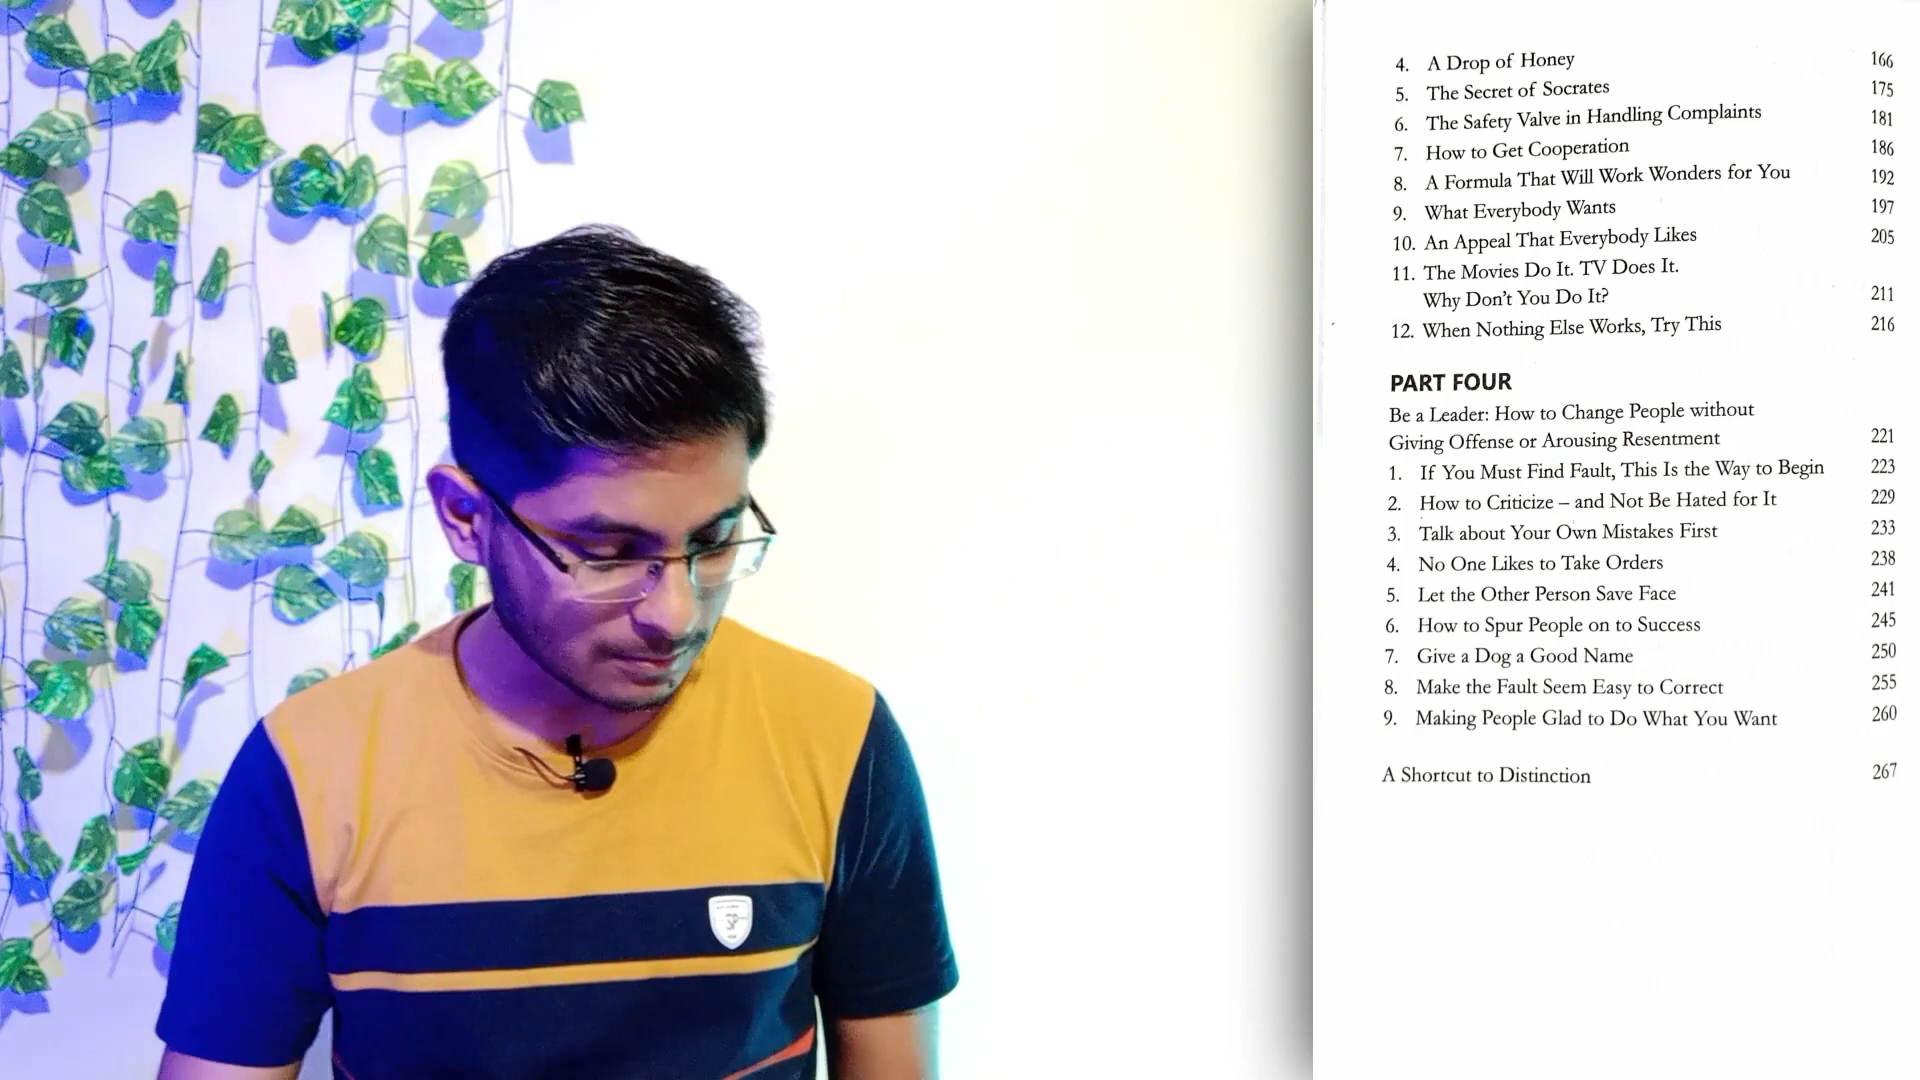 4. A Drop of Honey 166
5. The Secret of Socrates 175
6. The Safety Valve in Handling Complaints 181
7. How to Get Cooperation 186
8. A Formula That Will Work Wonders for You 192
9. What Everybody Wants 197
10. An Appeal That Everybody Likes 205
11. The Movies Do It. TV Does It.
Why Don't You Do It? 211
12. When Nothing Else Works, Try This 216
PART FOUR
Be a Leader: How to Change People without
Giving Offense or Arousing Resentment 221
1. If You Must Find Fault, This Is the Way to Begin 223
2. How to Criticize – and Not Be Hated for It 229
3. Talk about Your Own Mistakes First 233
4. No One Likes to Take Orders 238
5. Let the Other Person Save Face 241
6. How to Spur People on to Success 245
7. Give a Dog a Good Name 250
8. Make the Fault Seem Easy to Correct 255
9. Making People Glad to Do What You Want 260
A Shortcut to Distinction 267